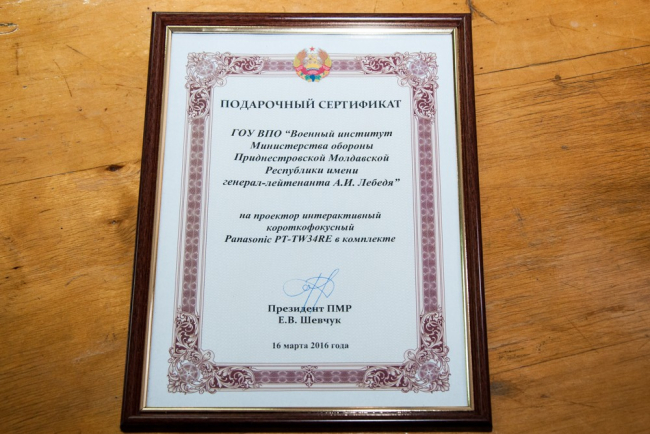 ПОДАРОЧНЫЙ СЕРТИФИКАТ
ГОУ ВПО “Военный институт
Министерства обороны
Приднестровской Молдавской
Республики имени
генерал-лейтенанта А.И. Лебедя”
на проектор интерактивный
короткофокусный
Panasonic PT-TW34RE в комплекте
Президент ПМР
Е.В. Шевчук
16 марта 2016 года